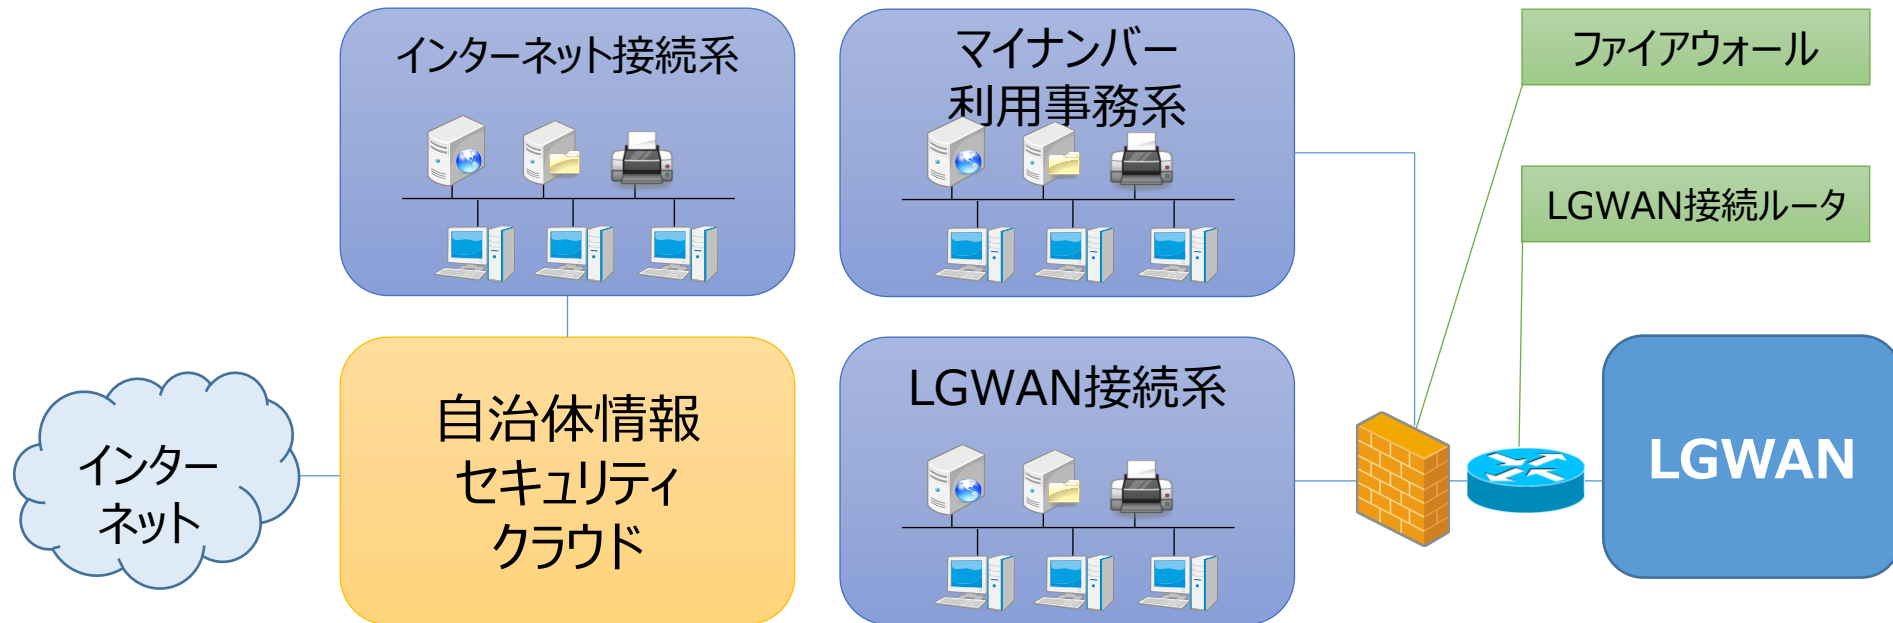 インターネット接続系
マイナンバー
利用事務系
ファイアウォール
LGWAN接続ルータ
インター
ネット
自治体情報
セキュリティ
クラウド
LGWAN接続系
LGWAN